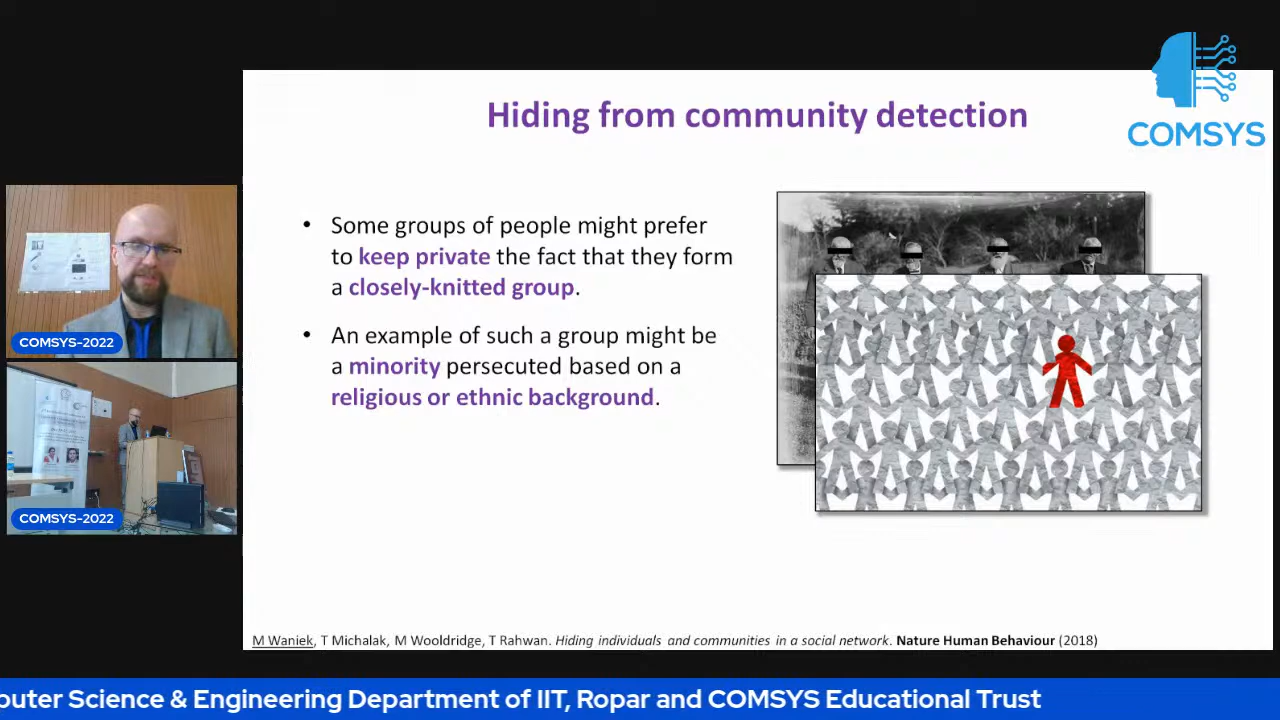 COMSYS
Hiding from community detection
• Some groups of people might prefer
to keep private the fact that they form
a closely-knitted group.
• An example of such a group might be
a minority persecuted based on a
religious or ethnic background.
COMSYS-2022
COMSYS-2022
M Waniek, T Michalak, M Wooldridge, T Rahwan. Hiding individuals and communities in a social network. Nature Human Behaviour (2018)
outer Science & Engineering Department of IIT, Ropar and COMSYS Educational Trust